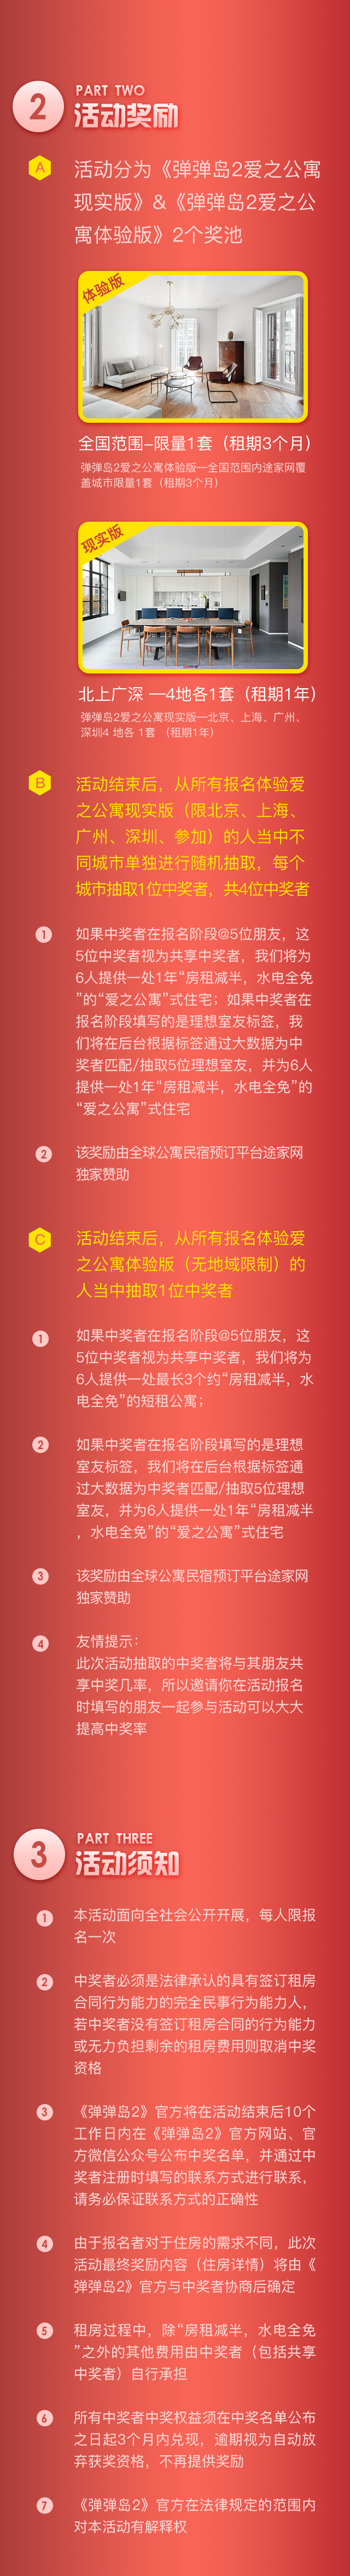 2
PART TWO
活动奖励
A
活动分为《弹弹岛2爱之公寓
现实版》&《弹弹岛2爱之公
寓体验版》2个奖池
体验版
全国范围-限量1套（租期3个月）
弹弹岛2爱之公寓体验版—全国范围内途家网覆
盖城市限量1套（租期3个月）
现实版
北上广深 —4地各1套（租期1年）
弹弹岛2爱之公寓现实版—北京、上海、广州、
深圳4 地各 1套 （租期1年）
B
活动结束后，从所有报名体验爱
之公寓现实版（限北京、上海、
广州、深圳、参加）的人当中不
同城市单独进行随机抽取，每个
城市抽取1位中奖者，共4位中奖者
1
如果中奖者在报名阶段@5位朋友，这
5位中奖者视为共享中奖者，我们将为
6人提供一处1年“房租减半，水电全免
”的“爱之公寓”式住宅；如果中奖者在
报名阶段填写的是理想室友标签，我
们将在后台根据标签通过大数据为中
奖者匹配/抽取5位理想室友，并为6人
提供一处1年“房租减半，水电全免”的
“爱之公寓”式住宅
2
该奖励由全球公寓民宿预订平台途家网
独家赞助
C
活动结束后，从所有报名体验爱
之公寓体验版（无地域限制）的
人当中抽取1位中奖者
1
如果中奖者在报名阶段@5位朋友，这
5位中奖者视为共享中奖者，我们将为
6人提供一处最长3个约“房租减半，水
电全免”的短租公寓；
2
如果中奖者在报名阶段填写的是理想
室友标签，我们将在后台根据标签通
过大数据为中奖者匹配/抽取5位理想
室友，并为6人提供一处1年“房租减半
，水电全免”的“爱之公寓”式住宅
3
该奖励由全球公寓民宿预订平台途家网
独家赞助
4
友情提示：
此次活动抽取的中奖者将与其朋友共
享中奖几率，所以邀请你在活动报名
时填写的朋友一起参与活动可以大大
提高中奖率
3
PART THREE
活动须知
1
本活动面向全社会公开开展，每人限报
名一次
2
中奖者必须是法律承认的具有签订租房
合同行为能力的完全民事行为能力人，
若中奖者没有签订租房合同的行为能力
或无力负担剩余的租房费用则取消中奖
资格
3
《弹弹岛2》官方将在活动结束后10个
工作日内在《弹弹岛2》官方网站、官
方微信公众号公布中奖名单，并通过中
奖者注册时填写的联系方式进行联系，
请务必保证联系方式的正确性
4
由于报名者对于住房的需求不同，此次
活动最终奖励内容（住房详情）将由《
弹弹岛2》官方与中奖者协商后确定
5
租房过程中，除“房租减半，水电全免
”之外的其他费用由中奖者（包括共享
中奖者）自行承担
6
所有中奖者中奖权益须在中奖名单公布
之日起3个月内兑现，逾期视为自动放
弃获奖资格，不再提供奖励
7
《弹弹岛2》官方在法律规定的范围内
对本活动有解释权